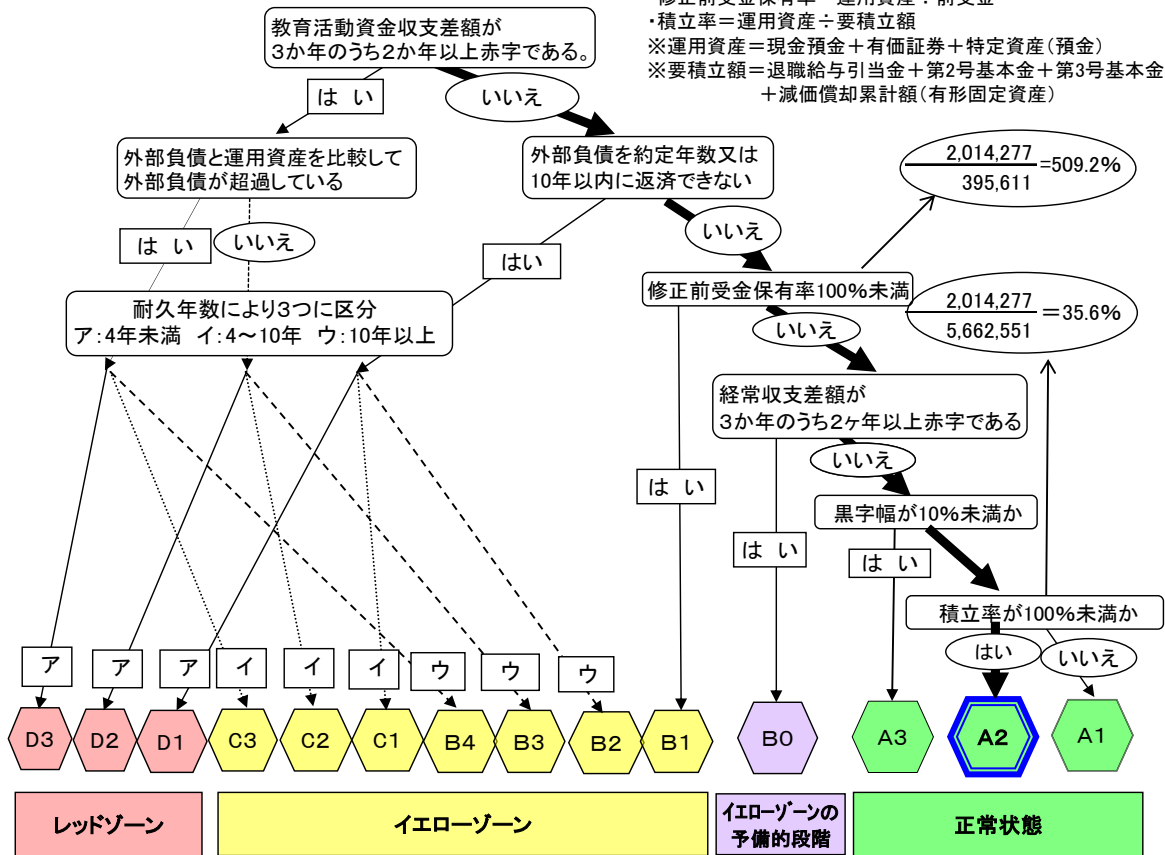 教育活動資金収支差額が
3か年のうち2か年以上赤字である。
・積立率＝運用資産÷要積立額
※運用資産＝現金預金＋有価証券＋特定資産（預金）
※要積立額＝退職給与引当金＋第2号基本金＋第3号基本金
＋減価償却累計額（有形固定資産）
は い
いいえ
外部負債と運用資産を比較して
外部負債が超過している
外部負債を約定年数又は
10年以内に返済できない
2,014,277
395,611
=509.2%
は い
いいえ
はい
いいえ
耐久年数により3つに区分
ア：4年未満 イ：4～10年 ウ：10年以上
修正前受金保有率100%未満
2,014,277
5,662,551
＝35.6%
いいえ
経常収支差額が
3か年のうち2ヶ年以上赤字である
いいえ
は い
黒字幅が10%未満か
は い
は い
積立率が100%未満か
はい
いいえ
ア
ア
ア
イ
イ
イ
ウ
ウ
ウ
D3
D2
D1
C3
C2
C1
B4
B3
B2
B1
B0
A3
A2
A1
レッドゾーン
イエローゾーン
イエローゾーンの
予備的段階
正常状態